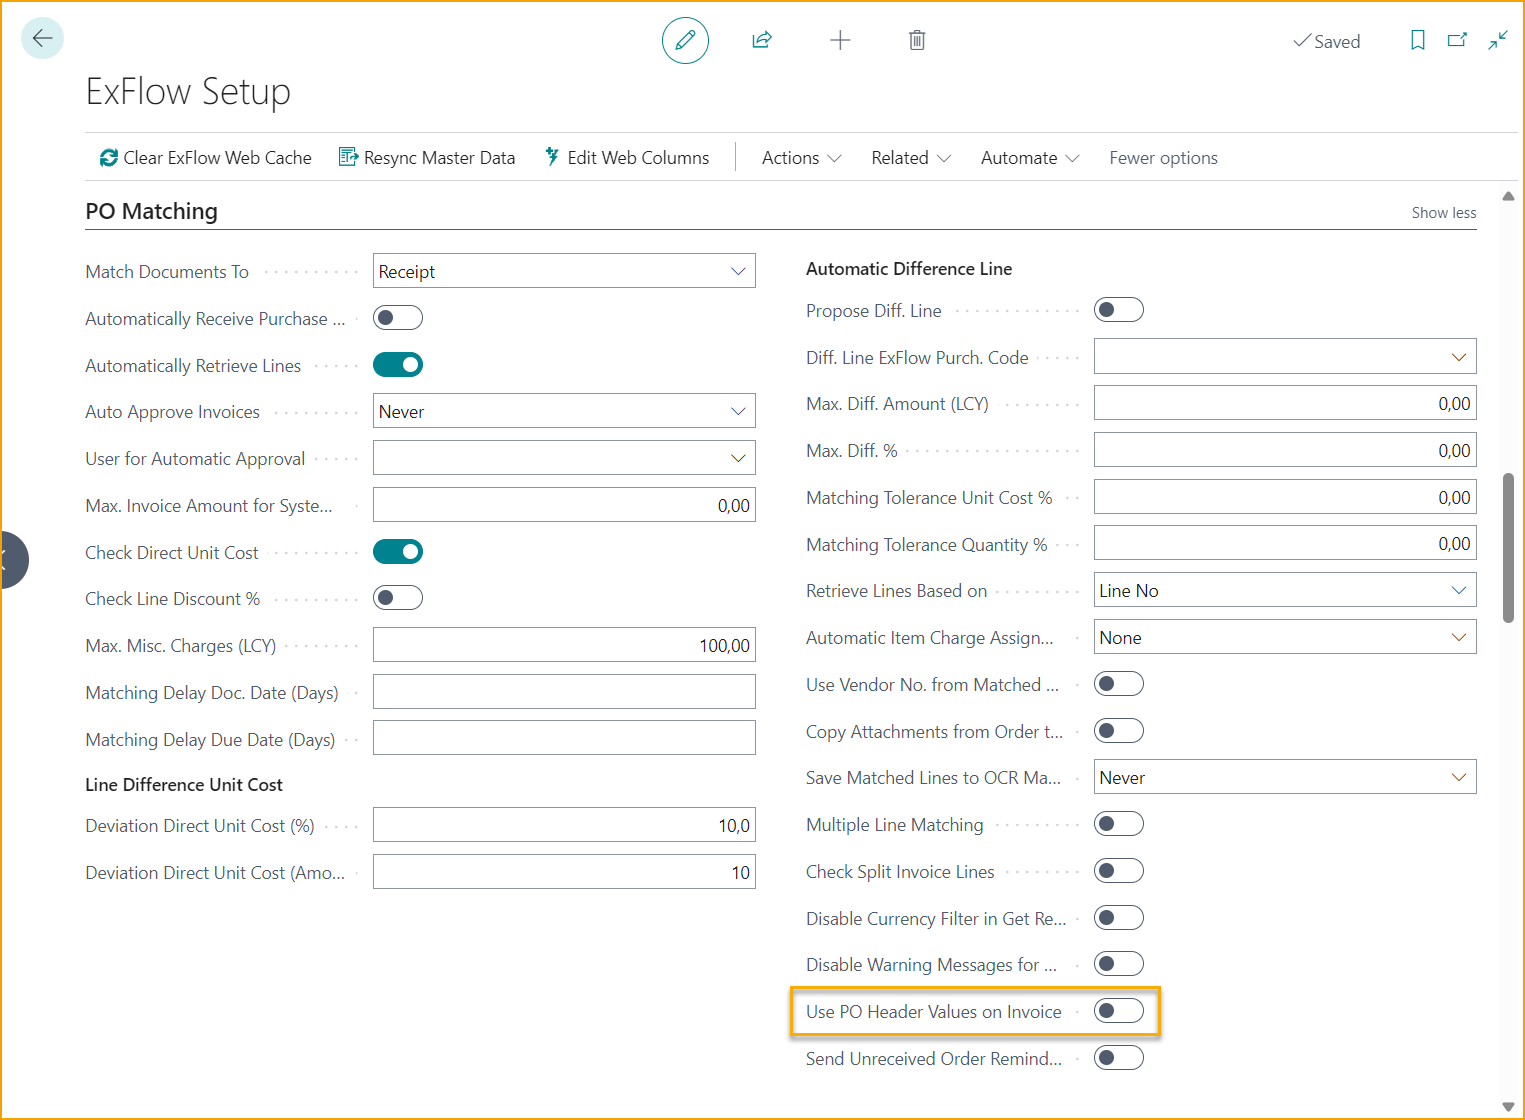 Saved
ExFlow Setup
Clear ExFlow Web Cache
Resync Master Data
Edit Web Columns
Actions
Related
Automate
Fewer options
PO Matching
Show less
Match Documents To
Receipt
Automatically Receive Purchase ...
Automatically Retrieve Lines
Auto Approve Invoices
Never
User for Automatic Approval
Max. Invoice Amount for Syste...
0,00
Check Direct Unit Cost
Check Line Discount %
Max. Misc. Charges (LCY)
100,00
Matching Delay Doc. Date (Days)
Matching Delay Due Date (Days)
Line Difference Unit Cost
Deviation Direct Unit Cost (%)
10,0
Deviation Direct Unit Cost (Amo...
10
Automatic Difference Line
Propose Diff. Line
Diff. Line ExFlow Purch. Code
Max. Diff. Amount (LCY)
0,00
Max. Diff. %
0,00
Matching Tolerance Unit Cost %
0,00
Matching Tolerance Quantity %
0,00
Retrieve Lines Based on
Line No
Automatic Item Charge Assign...
None
Use Vendor No. from Matched ...
Copy Attachments from Order t...
Save Matched Lines to OCR Ma...
Never
Multiple Line Matching
Check Split Invoice Lines
Disable Currency Filter in Get Re...
Disable Warning Messages for ...
Use PO Header Values on Invoice
Send Unreceived Order Remind...